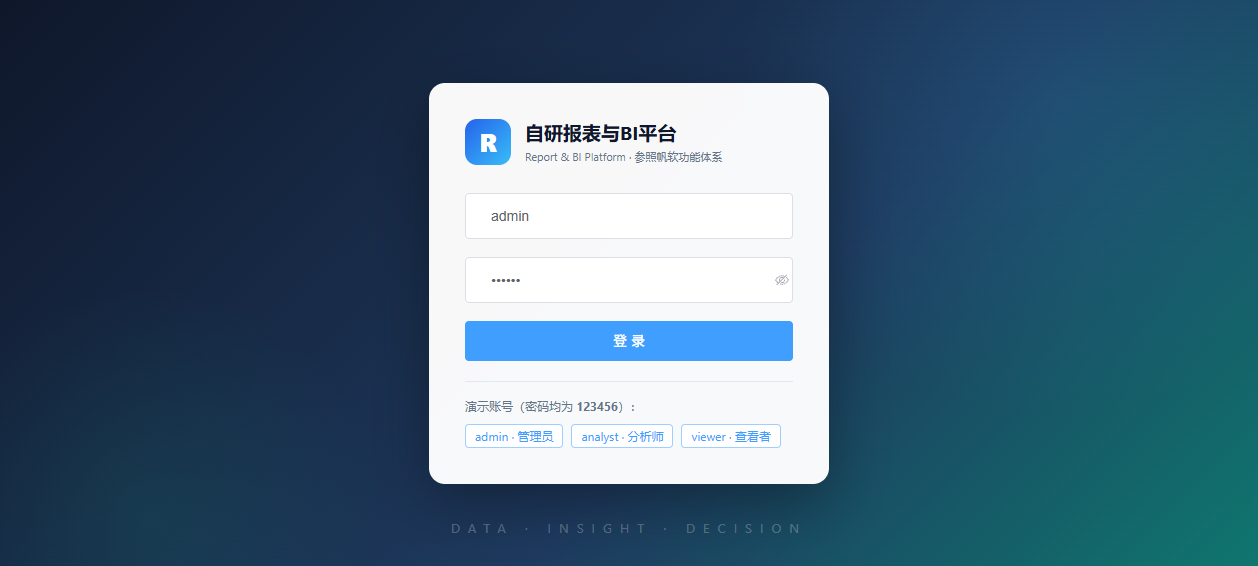 R
自研报表与BI平台
Report & BI Platform · 参照帆软功能体系
admin
••••••
登 录
演示账号（密码均为 123456）：
admin · 管理员 analyst · 分析师 viewer · 查看者
DATA · INSIGHT · DECISION